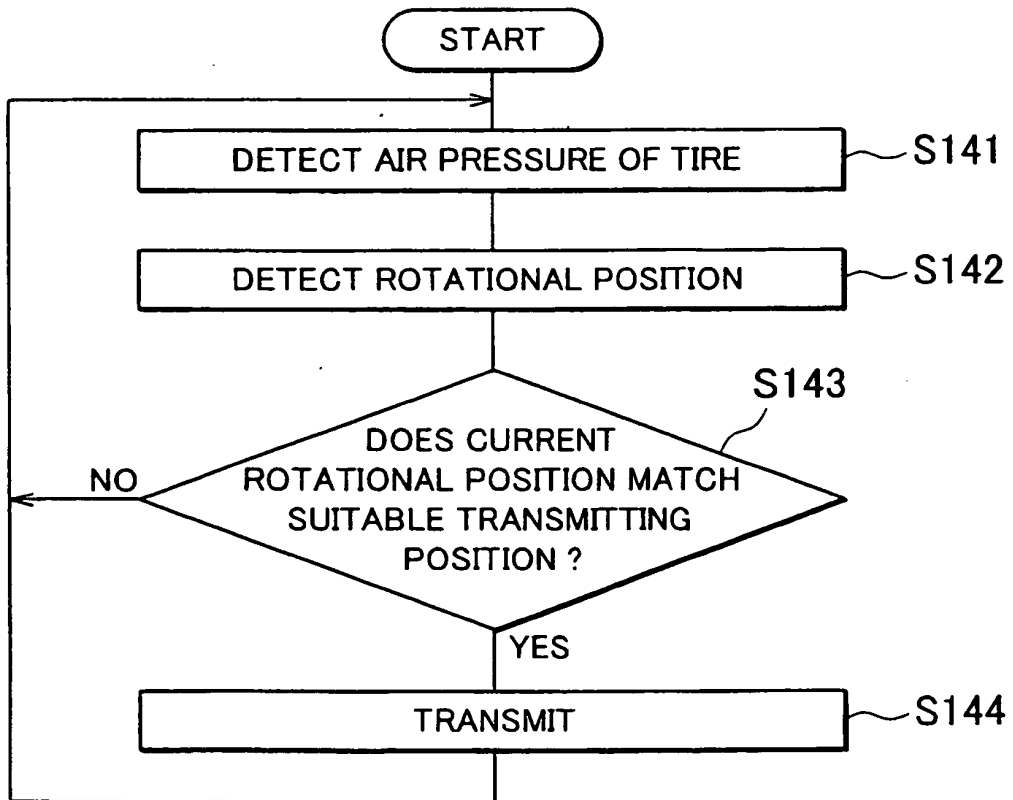 START
DETECT AIR PRESSURE OF TIRE
S141
DETECT ROTATIONAL POSITION
S142
S143
DOES CURRENT
ROTATIONAL POSITION MATCH
SUITABLE TRANSMITTING
POSITION ?
NO
YES
TRANSMIT
S144